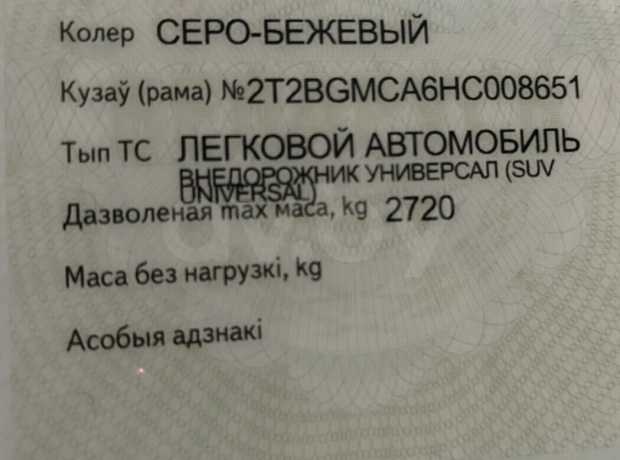 Колер СЕРО-БЕЖЕВЫЙ
Кузаў (рама) №2T2BGMCA6HC008651
Тып ТС ЛЕГКОВОЙ АВТОМОБИЛЬ
ВНЕДОРОЖНИК УНИВЕРСАЛ (SUV
UNIVERSAL)
Дазволеная max маса, kg 2720
Маса без нагрузкі, kg
Асобыя адзнакі